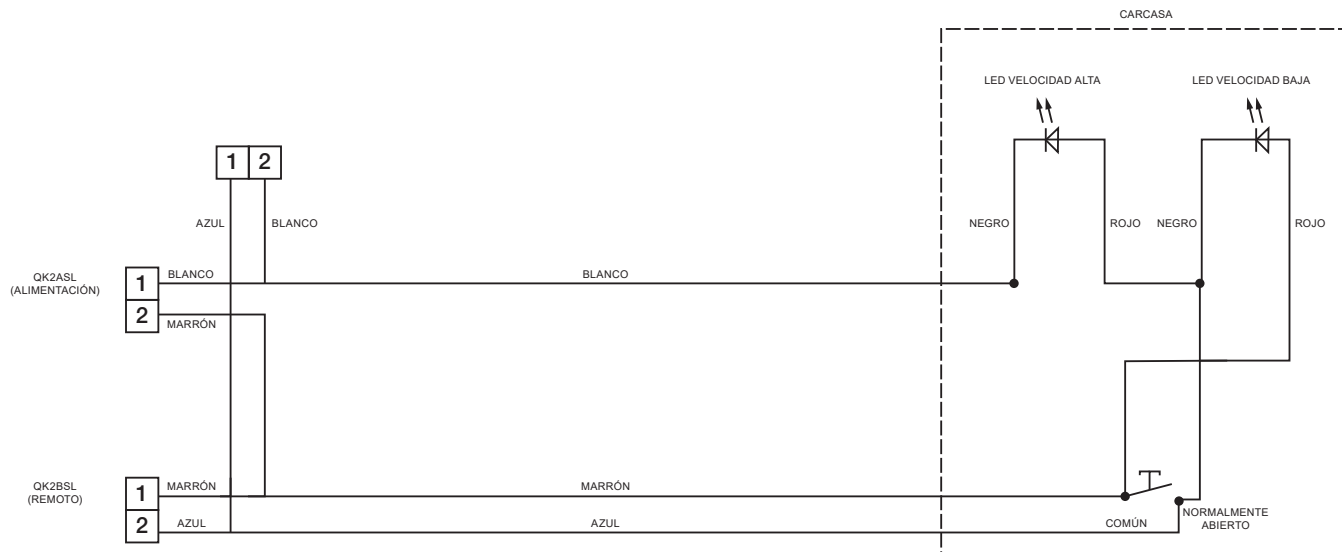 CARCASA
LED VELOCIDAD ALTA
LED VELOCIDAD BAJA
1 2
AZUL
BLANCO
NEGRO
ROJO
NEGRO
ROJO
QK2ASL
(ALIMENTACIÓN)
1
BLANCO
BLANCO
2
MARRÓN
QK2BSL
(REMOTO)
1
MARRÓN
MARRÓN
2
AZUL
AZUL
COMÚN
NORMALMENTE
ABIERTO